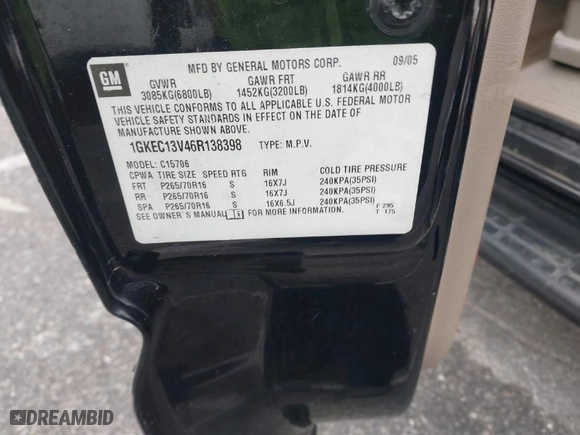 GM
MFD BY GENERAL MOTORS CORP. 09/05
GVWR GAWR FRT GAWR RR
3085KG(6800LB) 1452KG(3200LB) 1814KG(4000LB)
THIS VEHICLE CONFORMS TO ALL APPLICABLE U.S. FEDERAL MOTOR
VEHICLE SAFETY STANDARDS IN EFFECT ON THE DATE OF
MANUFACTURE SHOWN ABOVE.
1GKEC13V46R138398 TYPE: M.P.V.
MODEL: C15706
CPWA TIRE SIZE SPEED RTG RIM COLD TIRE PRESSURE
FRT P265/70R16 S 16X7J 240KPA(35PSI)
RR P265/70R16 S 16X7J 240KPA(35PSI)
SPA P265/70R16 S 16X6.5J 240KPA(35PSI)
SEE OWNER'S MANUAL FOR MORE INFORMATION. F 295
T 175
DREAMBID